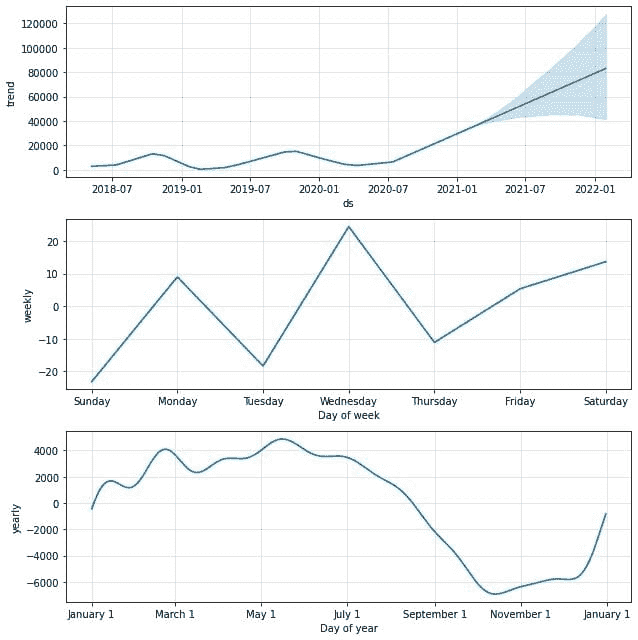 120000
100000
80000
60000
40000
20000
0
trend
2018-07 2019-01 2019-07 2020-01 2020-07 2021-01 2021-07 2022-01
ds
20
10
0
−10
−20
weekly
Sunday Monday Tuesday Wednesday Thursday Friday Saturday
Day of week
4000
2000
0
−2000
−4000
−6000
yearly
January 1 March 1 May 1 July 1 September 1 November 1 January 1
Day of year